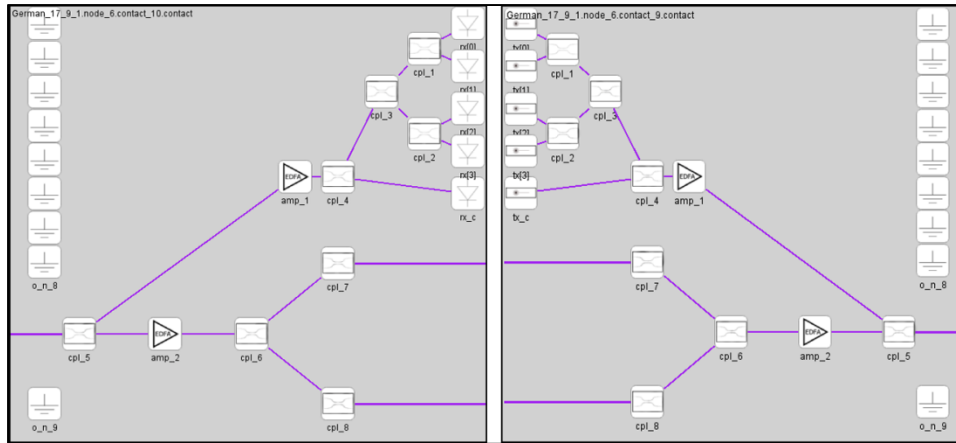 German_17_9_1.node_6.contact_10.contact
rx[0]
cpl_1
rx[1]
cpl_3
rx[2]
cpl_2
rx[3]
EDFA
amp_1
cpl_4
rx_c
cpl_7
o_n_8
EDFA
cpl_5
amp_2
cpl_6
o_n_9
cpl_8
German_17_9_1.node_6.contact_9.contact
tx[0]
cpl_1
tx[1]
cpl_3
tx[2]
cpl_2
tx[3]
EDFA
tx_c
cpl_4
amp_1
cpl_7
o_n_8
EDFA
cpl_6
amp_2
cpl_5
cpl_8
o_n_9